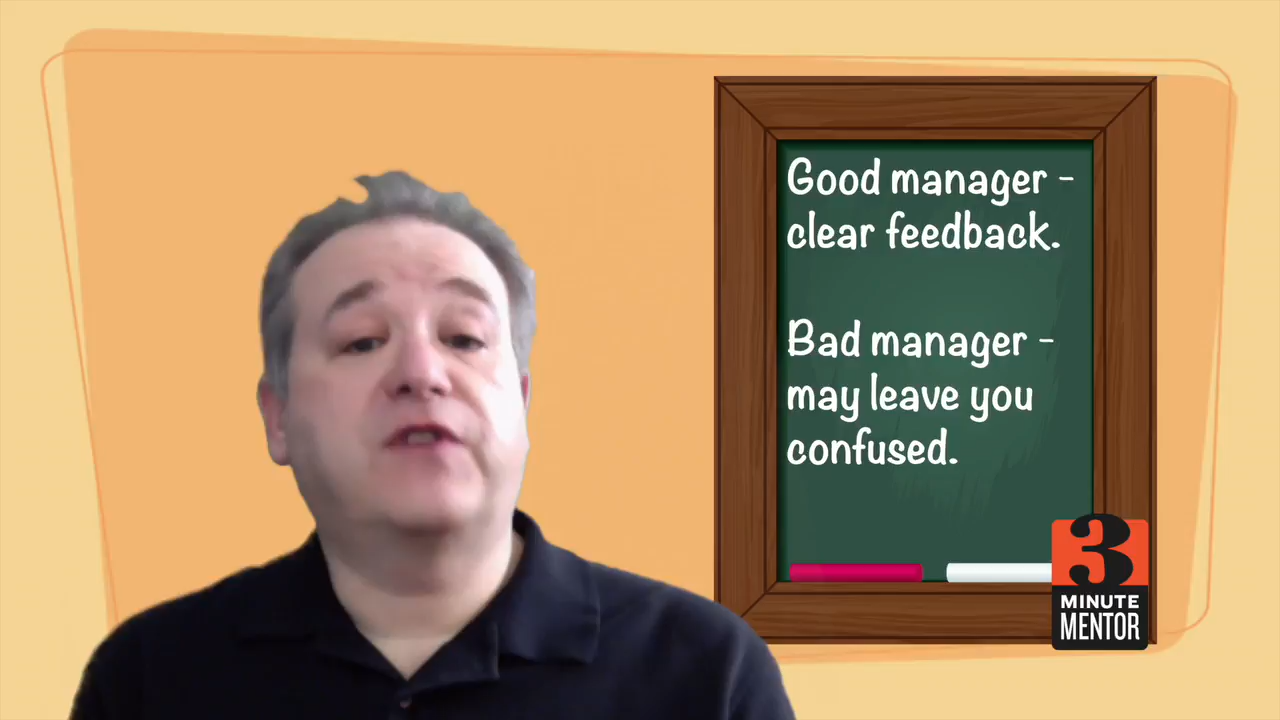 Good manager -
clear feedback.
Bad manager -
may leave you
confused.
3
MINUTE
MENTOR